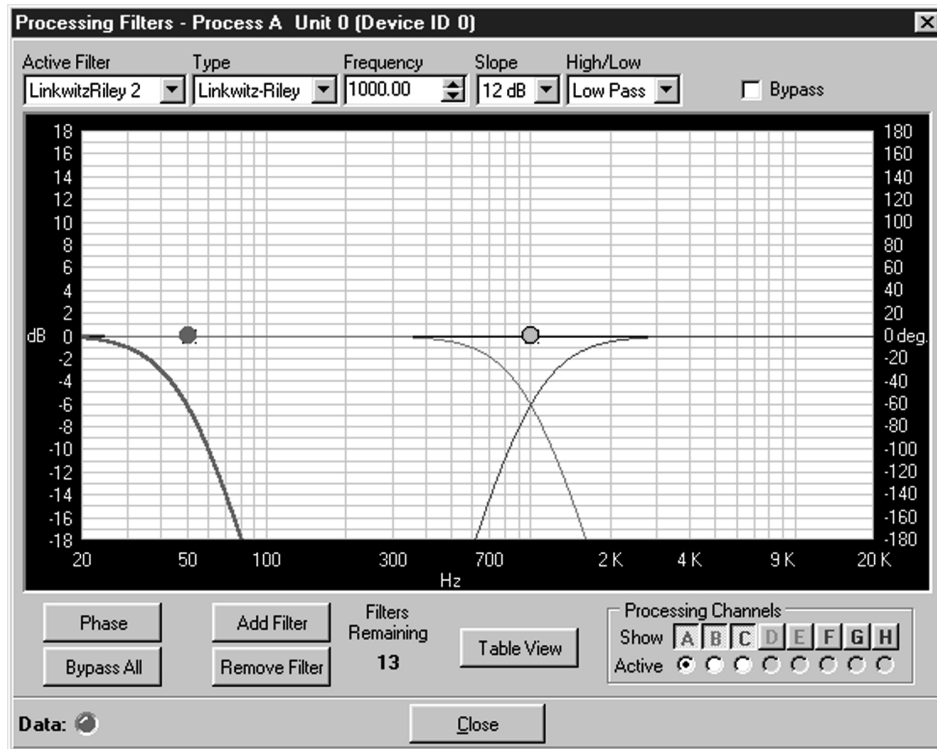 Processing Filters - Process A  Unit 0 (Device ID 0)
Active Filter Type Frequency Slope High/Low
LinkwitzRiley 2 Linkwitz-Riley 1000.00 12 dB Low Pass Bypass
18 180
16 160
14 140
12 120
10 100
8 80
6 60
4 40
2 20
dB 0 0 deg.
-2 -20
-4 -40
-6 -60
-8 -80
-10 -100
-12 -120
-14 -140
-16 -160
-18 -180
20 50 100 300 700 2 K 4 K 9 K 20 K
Hz
Phase Add Filter Filters Remaining 13 Table View
Bypass All Remove Filter
Processing Channels
Show A B C D E F G H
Active
Data: Close